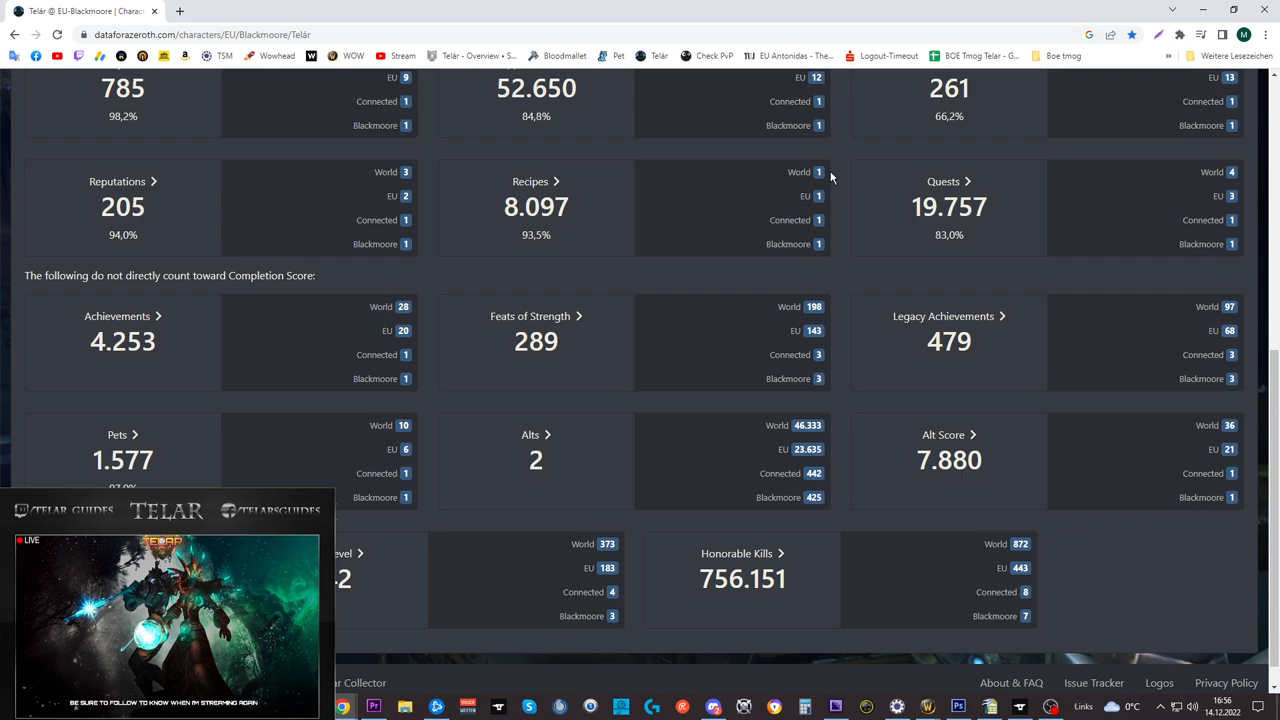 Telár @ EU-Blackmoore | Charact
dataforazeroth.com/characters/EU/Blackmoore/Telár
TSM
Wowhead
WOW
Stream
Telár - Overview • S...
Bloodmallet
Pet
Telár
Check PvP
EU Antonidas - The...
Logout-Timeout
BOE Tmog Telar - G...
Boe tmog
»
Weitere Lesezeichen
785
98,2%
EU 9
Connected 1
Blackmoore 1
52.650
84,8%
EU 12
Connected 1
Blackmoore 1
261
66,2%
EU 13
Connected 1
Blackmoore 1
Reputations
205
94,0%
World 3
EU 2
Connected 1
Blackmoore 1
Recipes
8.097
93,5%
World 1
EU 1
Connected 1
Blackmoore 1
Quests
19.757
83,0%
World 4
EU 3
Connected 1
Blackmoore 1
The following do not directly count toward Completion Score:
Achievements
4.253
World 28
EU 20
Connected 1
Blackmoore 1
Feats of Strength
289
World 198
EU 143
Connected 3
Blackmoore 3
Legacy Achievements
479
World 97
EU 68
Connected 3
Blackmoore 3
Pets
1.577
World 10
EU 6
Connected 1
Blackmoore 1
Alts
2
World 46.333
EU 23.635
Connected 442
Blackmoore 425
Alt Score
7.880
World 36
EU 21
Connected 1
Blackmoore 1
evel
World 373
EU 183
Connected 4
Blackmoore 3
Honorable Kills
756.151
World 872
EU 443
Connected 8
Blackmoore 7
/TELAR GUIDES TELAR /TELARSGUIDES
LIVE
TELAR
BE SURE TO FOLLOW TO KNOW WHEN I'M STREAMING AGAIN
ar Collector
About & FAQ Issue Tracker Logos Privacy Policy
Links
0°C
16:56
14.12.2022